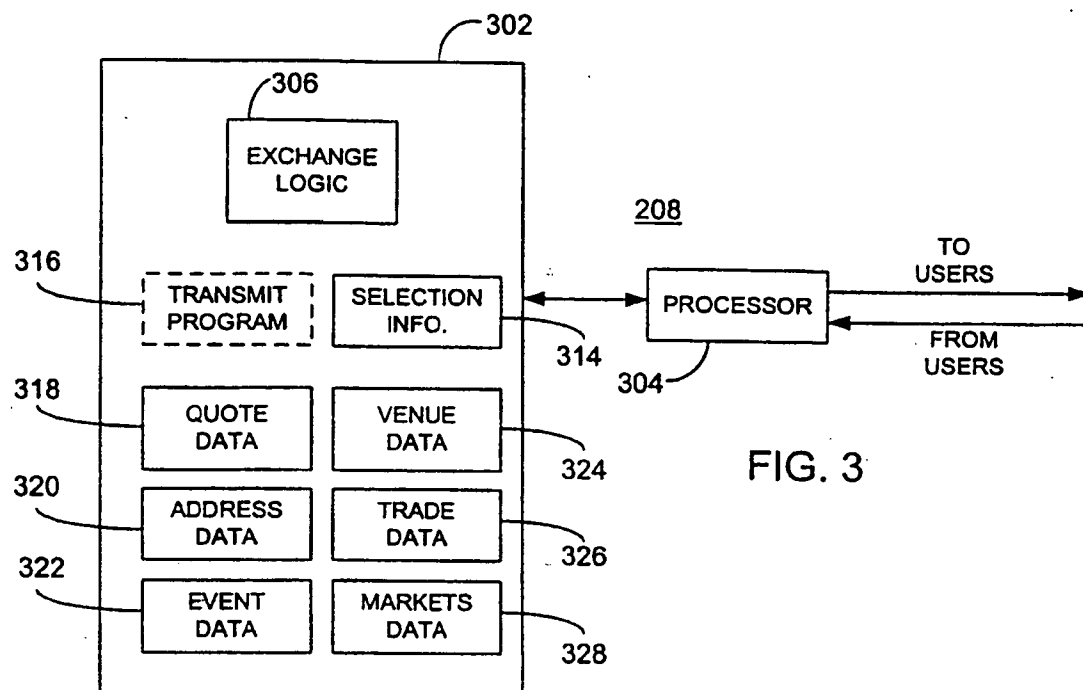 302
306
EXCHANGE
LOGIC
208
316
TRANSMIT
PROGRAM
SELECTION
INFO.
314
PROCESSOR
304
TO
USERS
FROM
USERS
318
QUOTE
DATA
VENUE
DATA
324
FIG. 3
320
ADDRESS
DATA
TRADE
DATA
326
322
EVENT
DATA
MARKETS
DATA
328